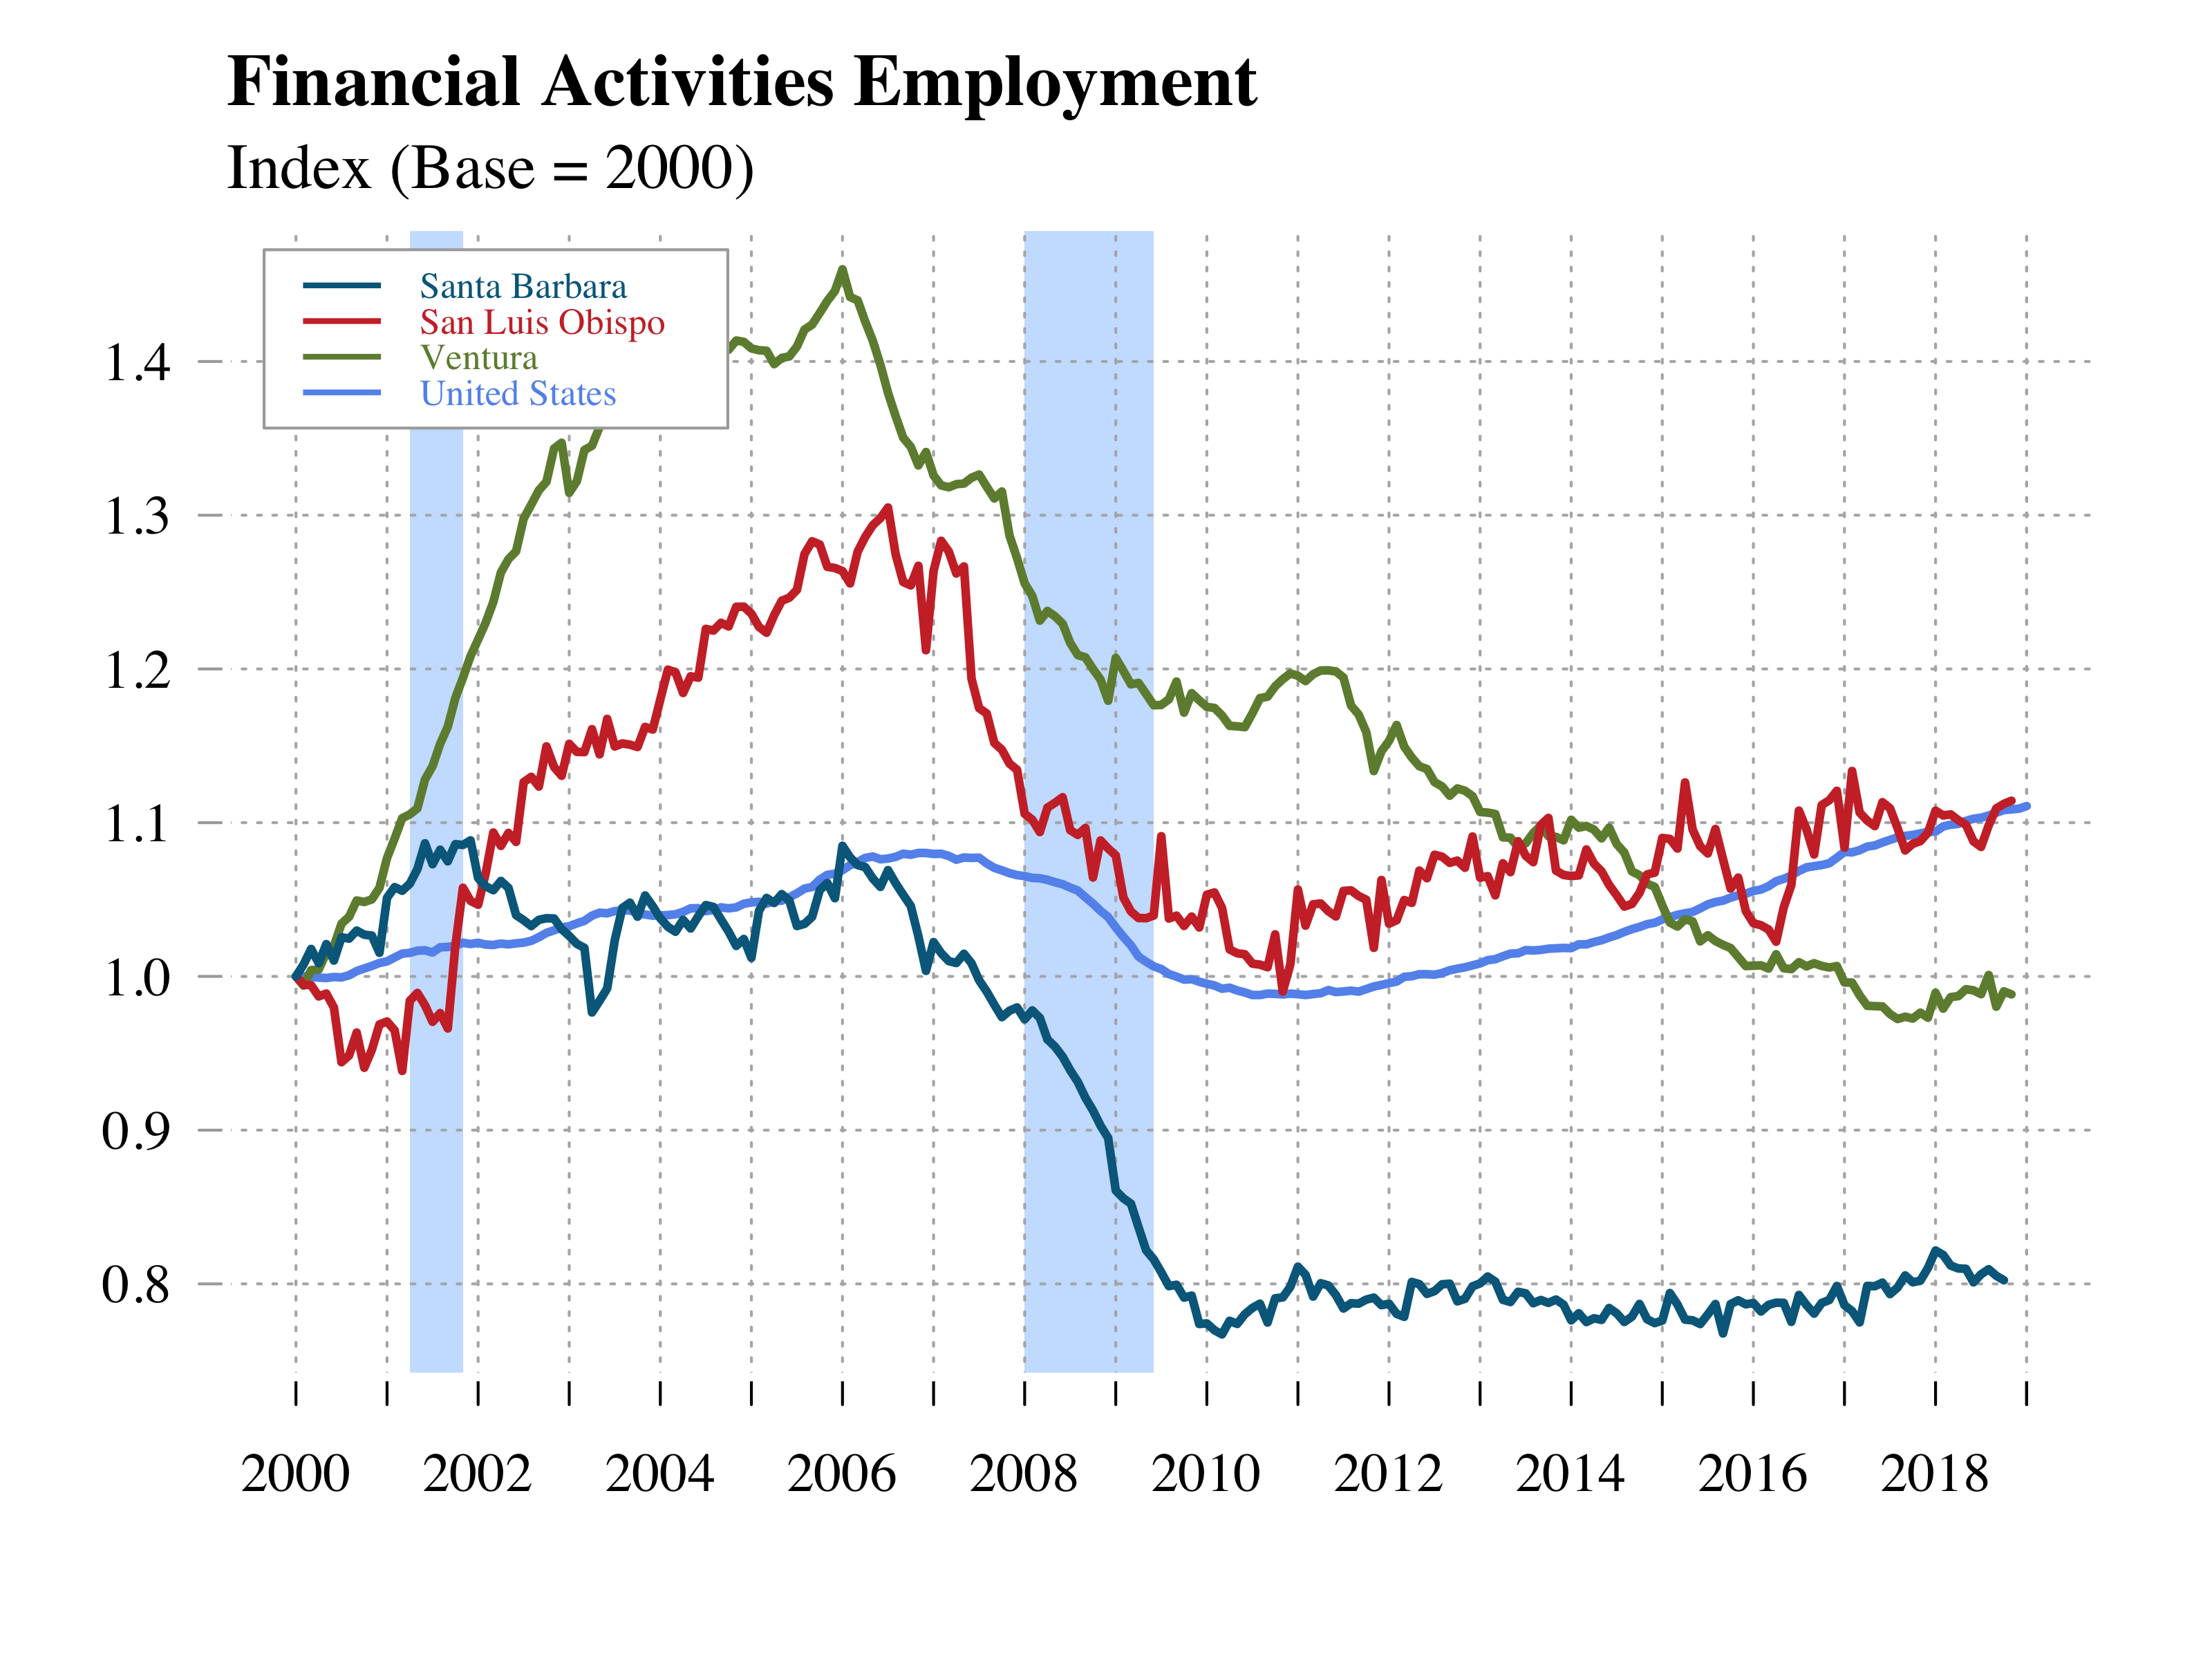 Financial Activities Employment
Index (Base = 2000)
Santa Barbara
San Luis Obispo
Ventura
United States
1.4
1.3
1.2
1.1
1.0
0.9
0.8
2000 2002 2004 2006 2008 2010 2012 2014 2016 2018